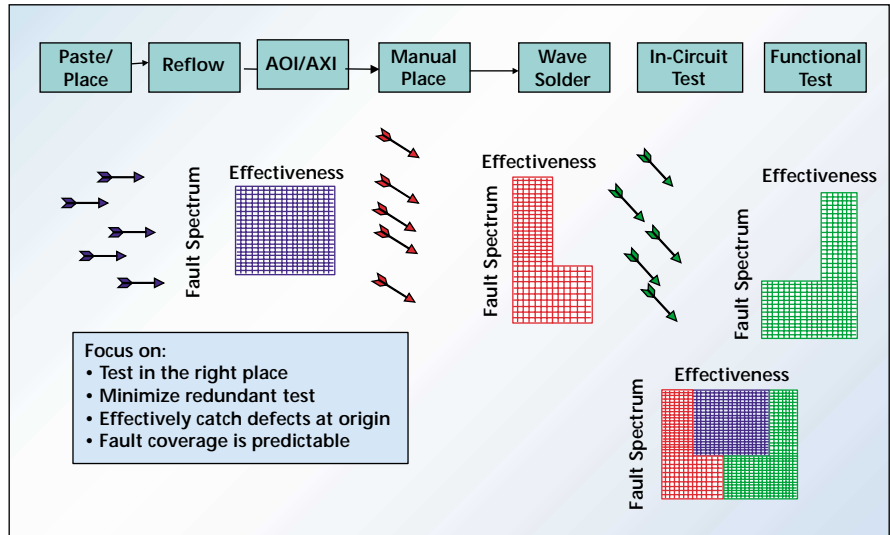 Paste/
Place
Reflow
AOI/AXI
Manual
Place
Wave
Solder
In-Circuit
Test
Functional
Test
Effectiveness
Fault Spectrum
Effectiveness
Fault Spectrum
Effectiveness
Fault Spectrum
Focus on:
• Test in the right place
• Minimize redundant test
• Effectively catch defects at origin
• Fault coverage is predictable
Effectiveness
Fault Spectrum